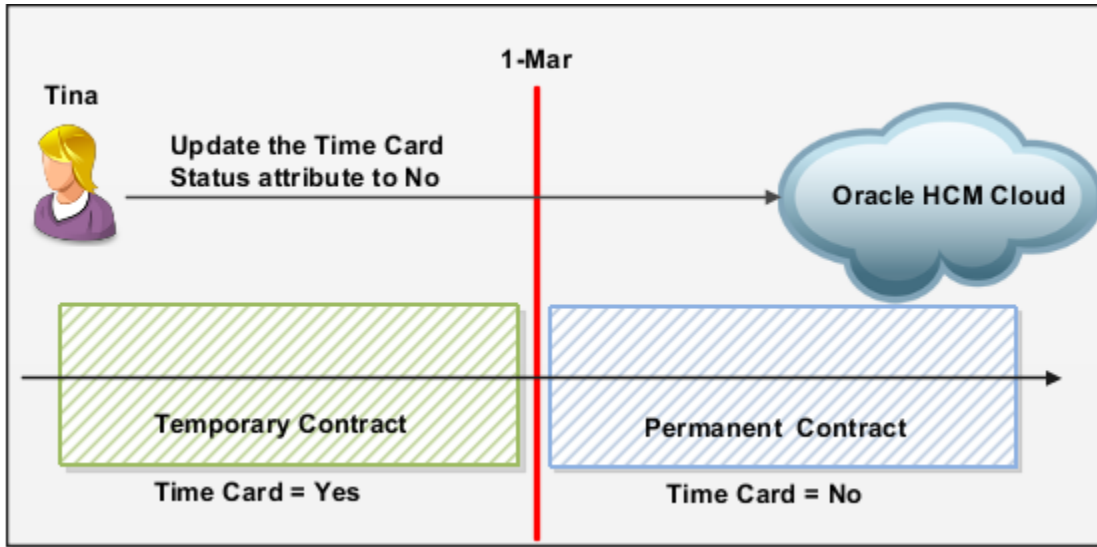 1-Mar
Tina
Update the Time Card
Status attribute to No
Oracle HCM Cloud
Temporary Contract
Permanent Contract
Time Card = Yes
Time Card = No